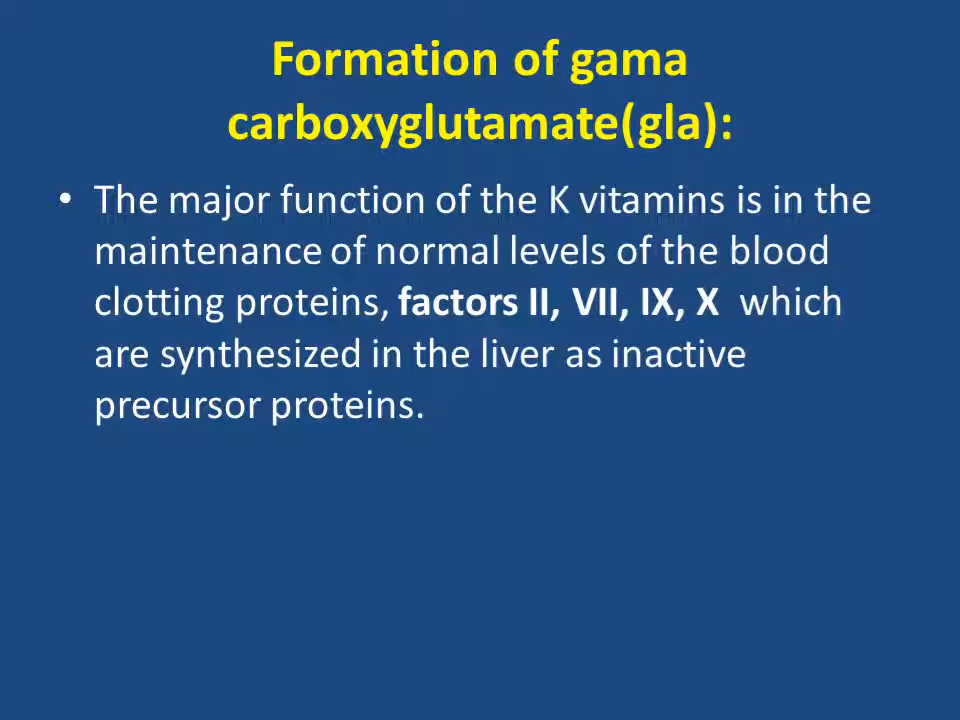 Formation of gama
carboxyglutamate(gla):
• The major function of the K vitamins is in the
maintenance of normal levels of the blood
clotting proteins, factors II, VII, IX, X which
are synthesized in the liver as inactive
precursor proteins.